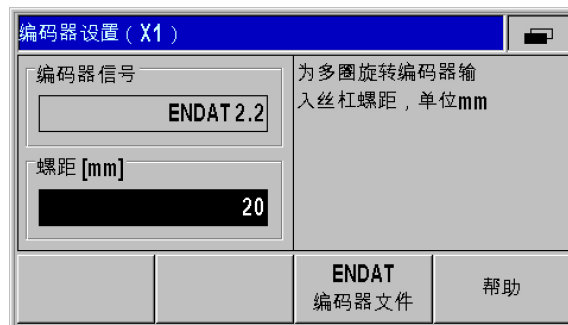 编码器设置（X1）
编码器信号
ENDAT 2.2
螺距 [mm]
20
为多圈旋转编码器输
入丝杠螺距，单位mm
ENDAT
编码器文件
帮助